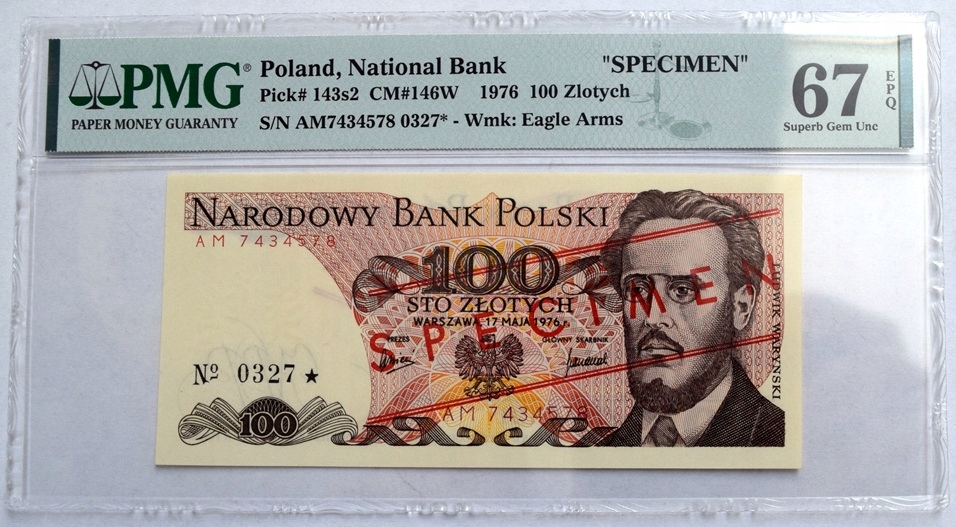 PMG®
PAPER MONEY GUARANTY
Poland, National Bank "SPECIMEN"
Pick# 143s2 CM#146W 1976 100 Zlotych
S/N AM7434578 0327* - Wmk: Eagle Arms
67 EPQ
Superb Gem Unc
NARODOWY BANK POLSKI
AM 7434578
100
STO ZŁOTYCH
WARSZAWA 17 MAJA 1976 r.
PREZES GŁÓWNY SKARBNIK
SPECIMEN
Nº 0327 ★
AM 7434578
100
LUDWIK WARYŃSKI